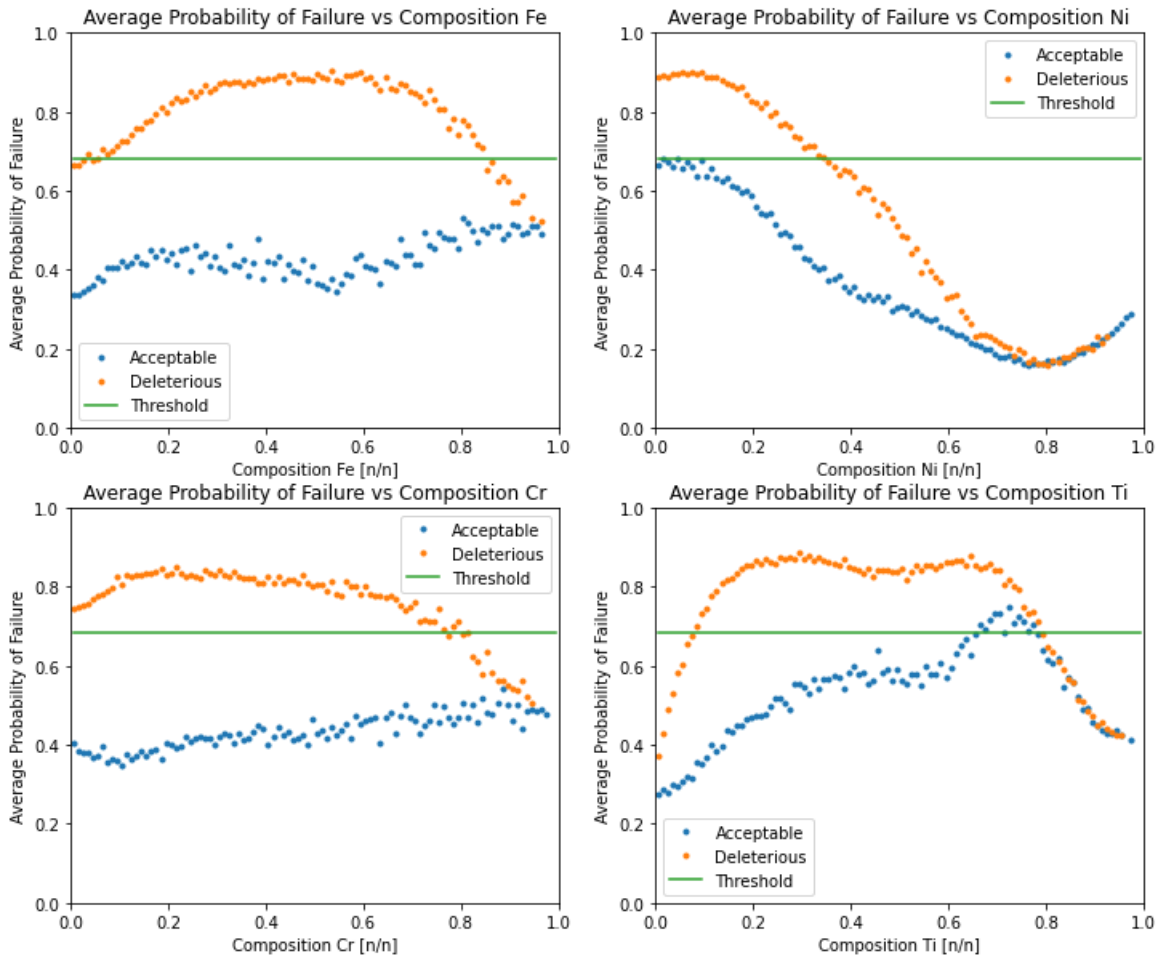 Average Probability of Failure vs Composition Fe
1.0
0.8
0.6
0.4
0.2
0.0
Average Probability of Failure
Acceptable
Deleterious
Threshold
0.0 0.2 0.4 0.6 0.8 1.0
Composition Fe [n/n]
Average Probability of Failure vs Composition Ni
1.0
0.8
0.6
0.4
0.2
0.0
Average Probability of Failure
Acceptable
Deleterious
Threshold
0.0 0.2 0.4 0.6 0.8 1.0
Composition Ni [n/n]
Average Probability of Failure vs Composition Cr
1.0
0.8
0.6
0.4
0.2
0.0
Average Probability of Failure
Acceptable
Deleterious
Threshold
0.0 0.2 0.4 0.6 0.8 1.0
Composition Cr [n/n]
Average Probability of Failure vs Composition Ti
1.0
0.8
0.6
0.4
0.2
0.0
Average Probability of Failure
Acceptable
Deleterious
Threshold
0.0 0.2 0.4 0.6 0.8 1.0
Composition Ti [n/n]